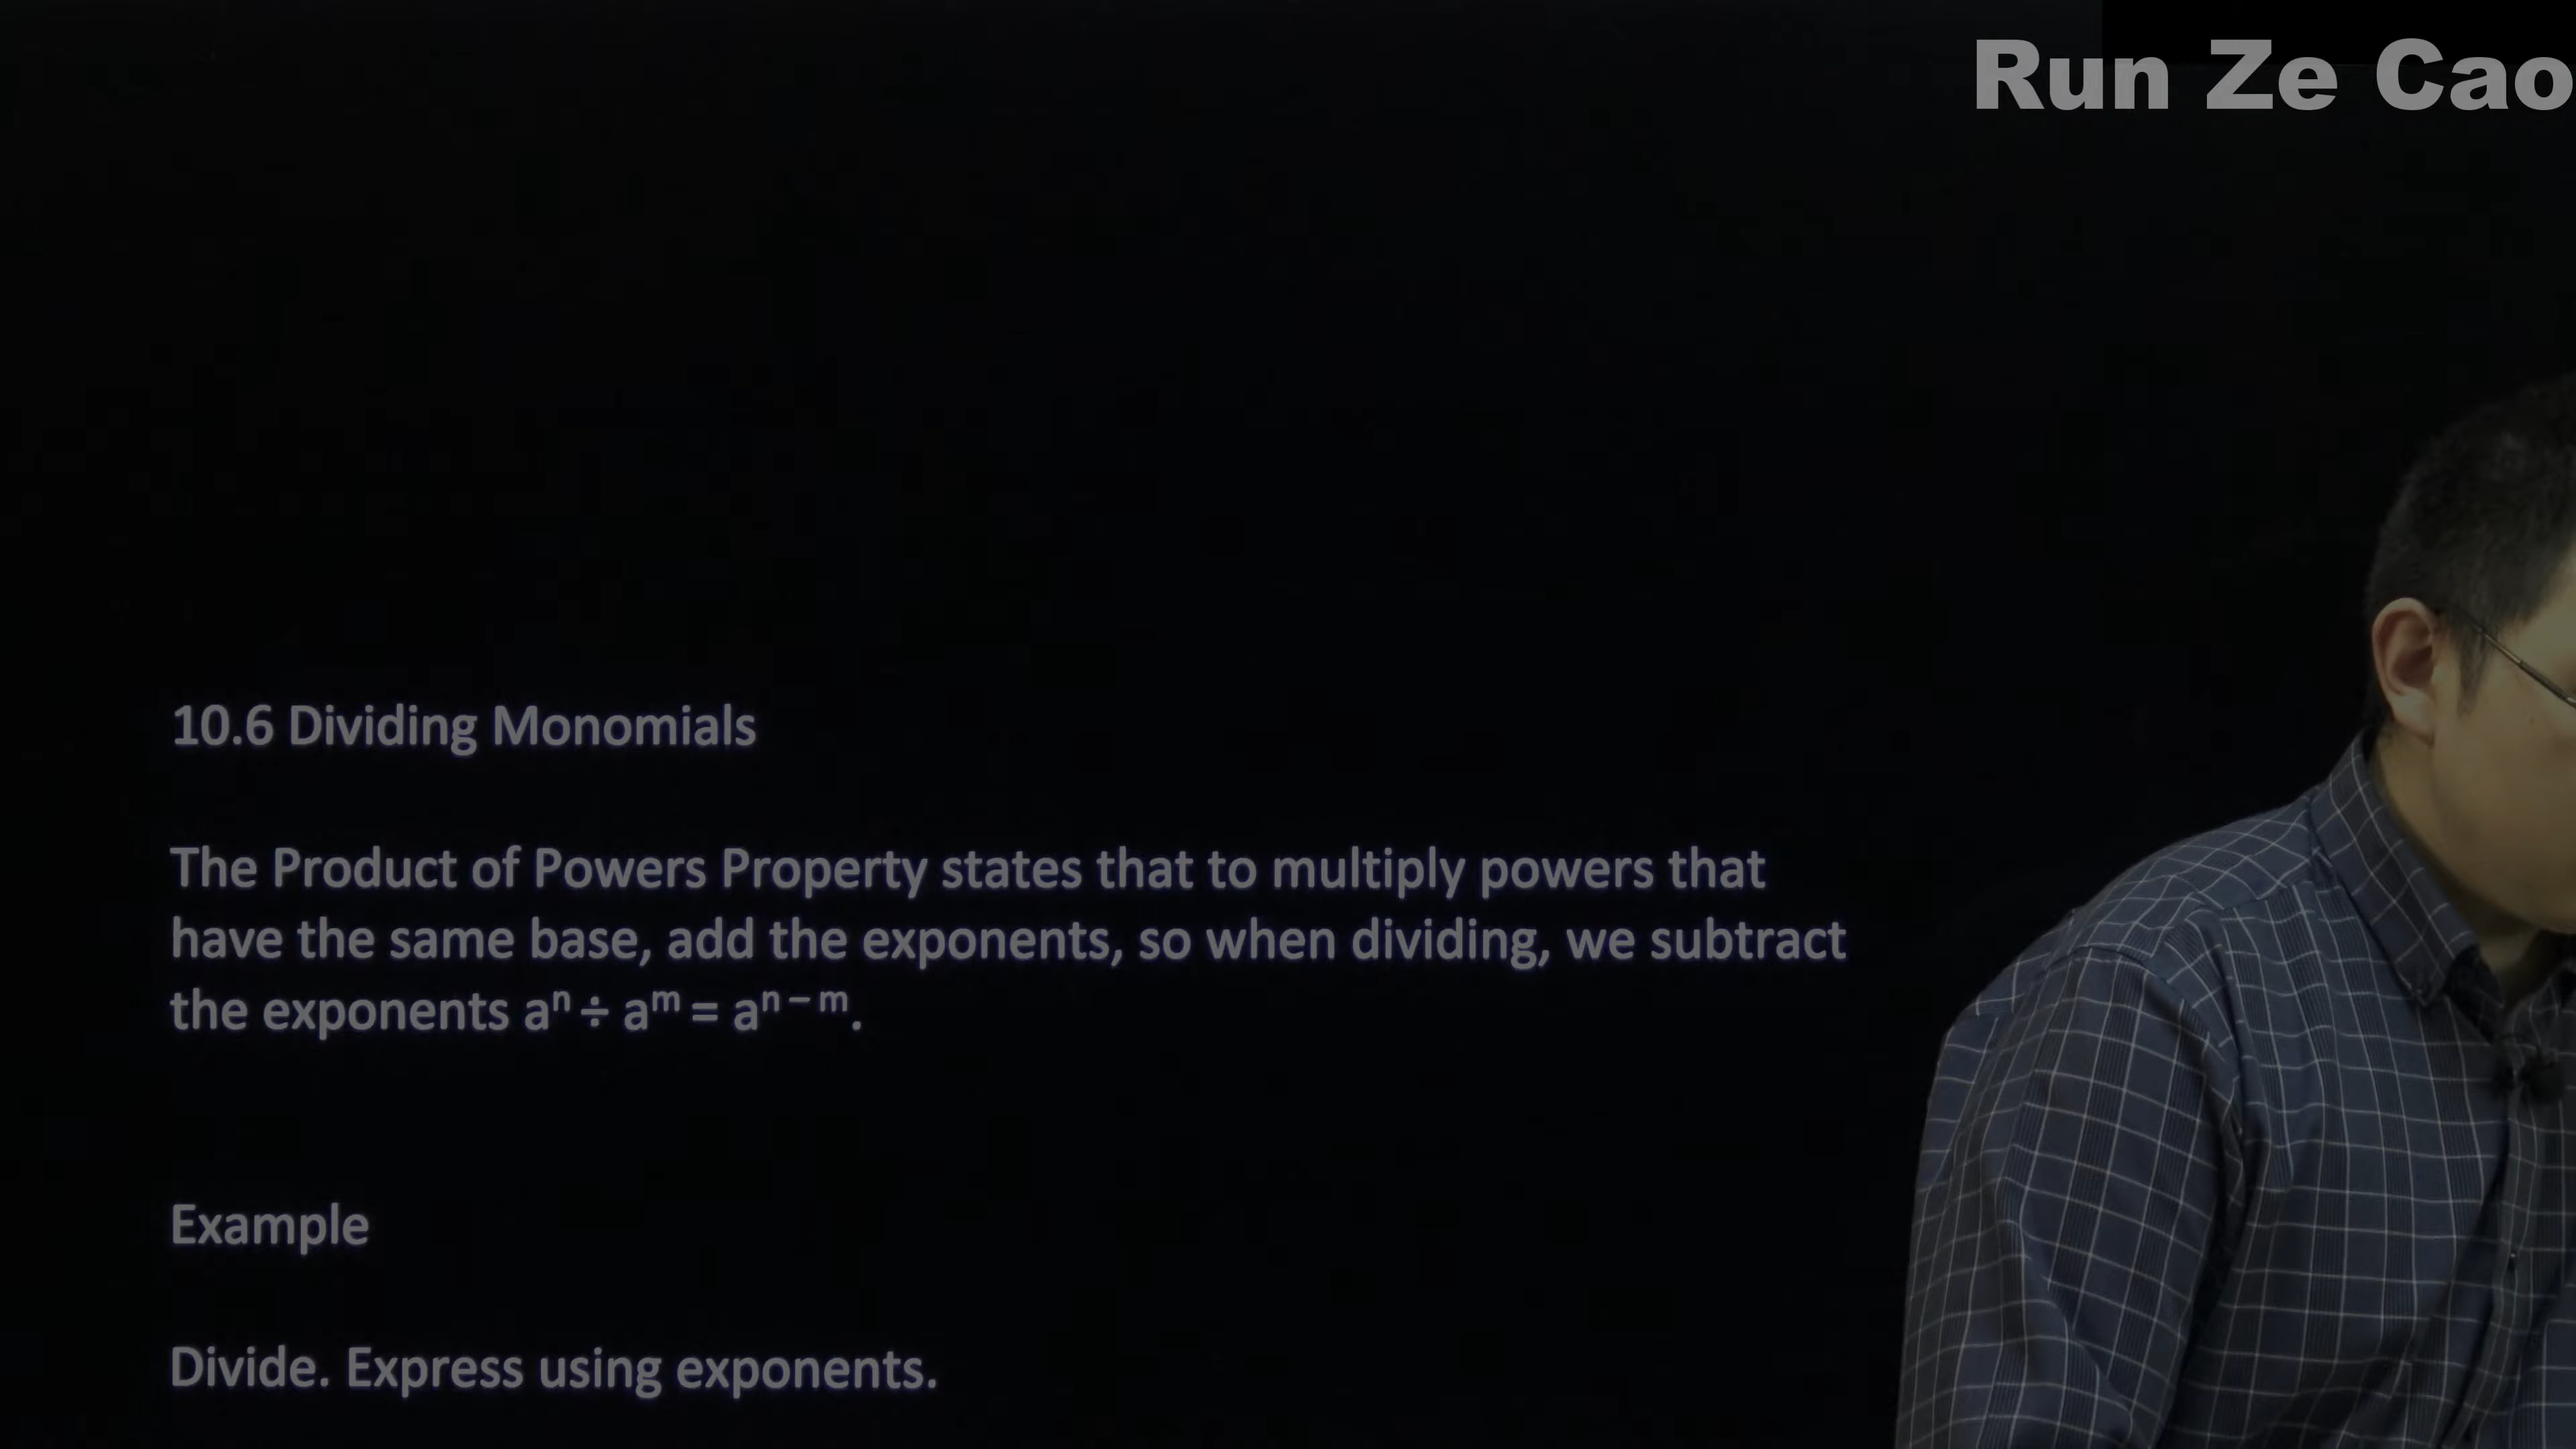 Run Ze Cao
10.6 Dividing Monomials
The Product of Powers Property states that to multiply powers that
have the same base, add the exponents, so when dividing, we subtract
the exponents aⁿ ÷ aᵐ = aⁿ⁻ᵐ.
Example
Divide. Express using exponents.